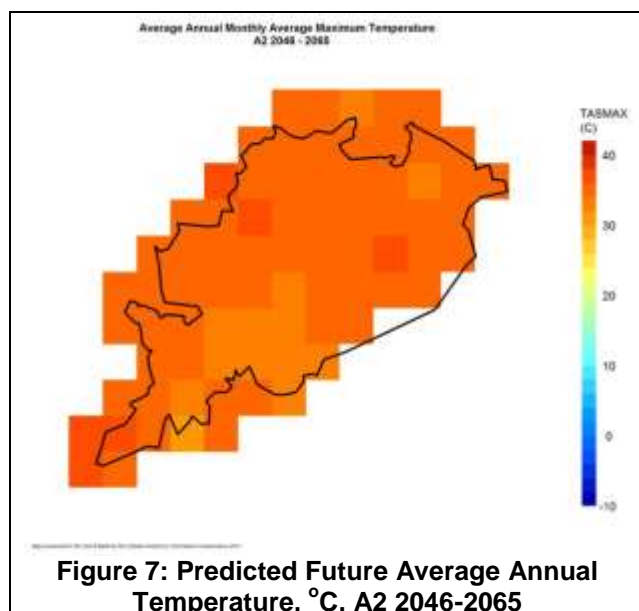 Average Annual Monthly Average Maximum Temperature
A2 2046 - 2065
TASMAX
(C)
40
30
20
10
0
-10
Figure 7: Predicted Future Average Annual
Temperature, °C, A2 2046-2065